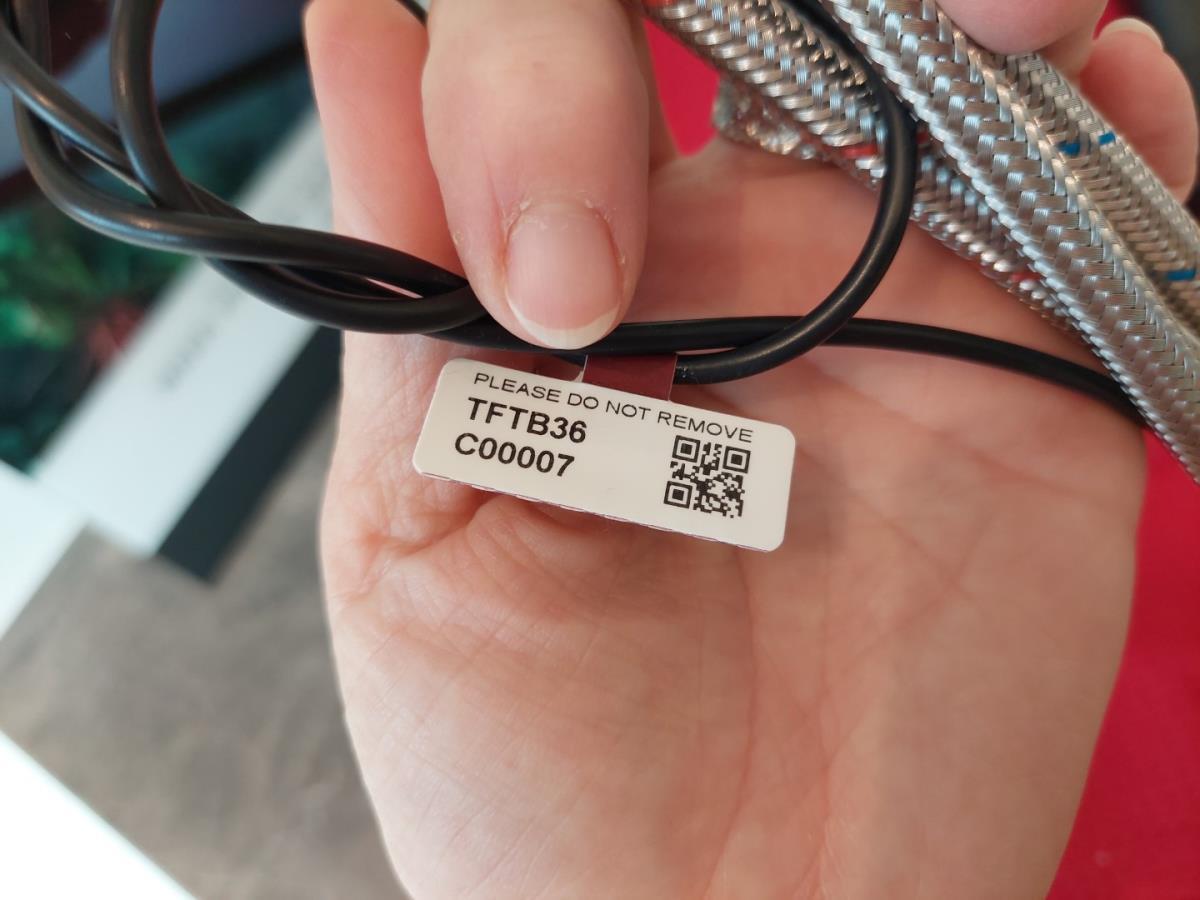 PLEASE DO NOT REMOVE
TFTB36
C00007